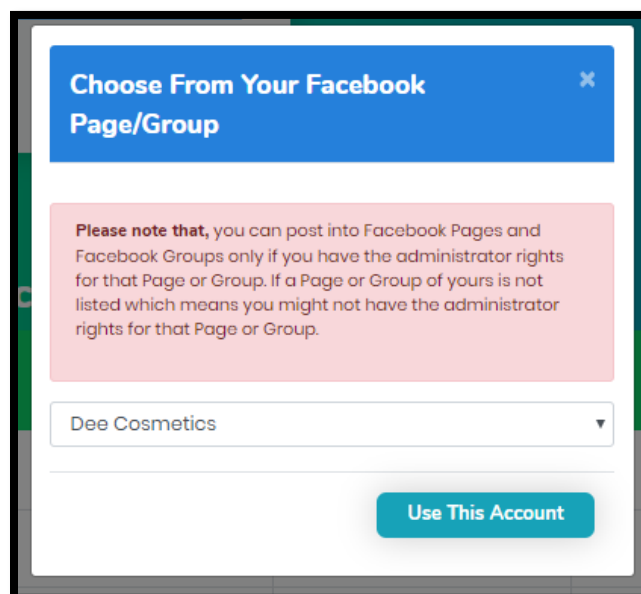 Choose From Your Facebook
Page/Group
×
Please note that, you can post into Facebook Pages and
Facebook Groups only if you have the administrator rights
for that Page or Group. If a Page or Group of yours is not
listed which means you might not have the administrator
rights for that Page or Group.
Dee Cosmetics
Use This Account